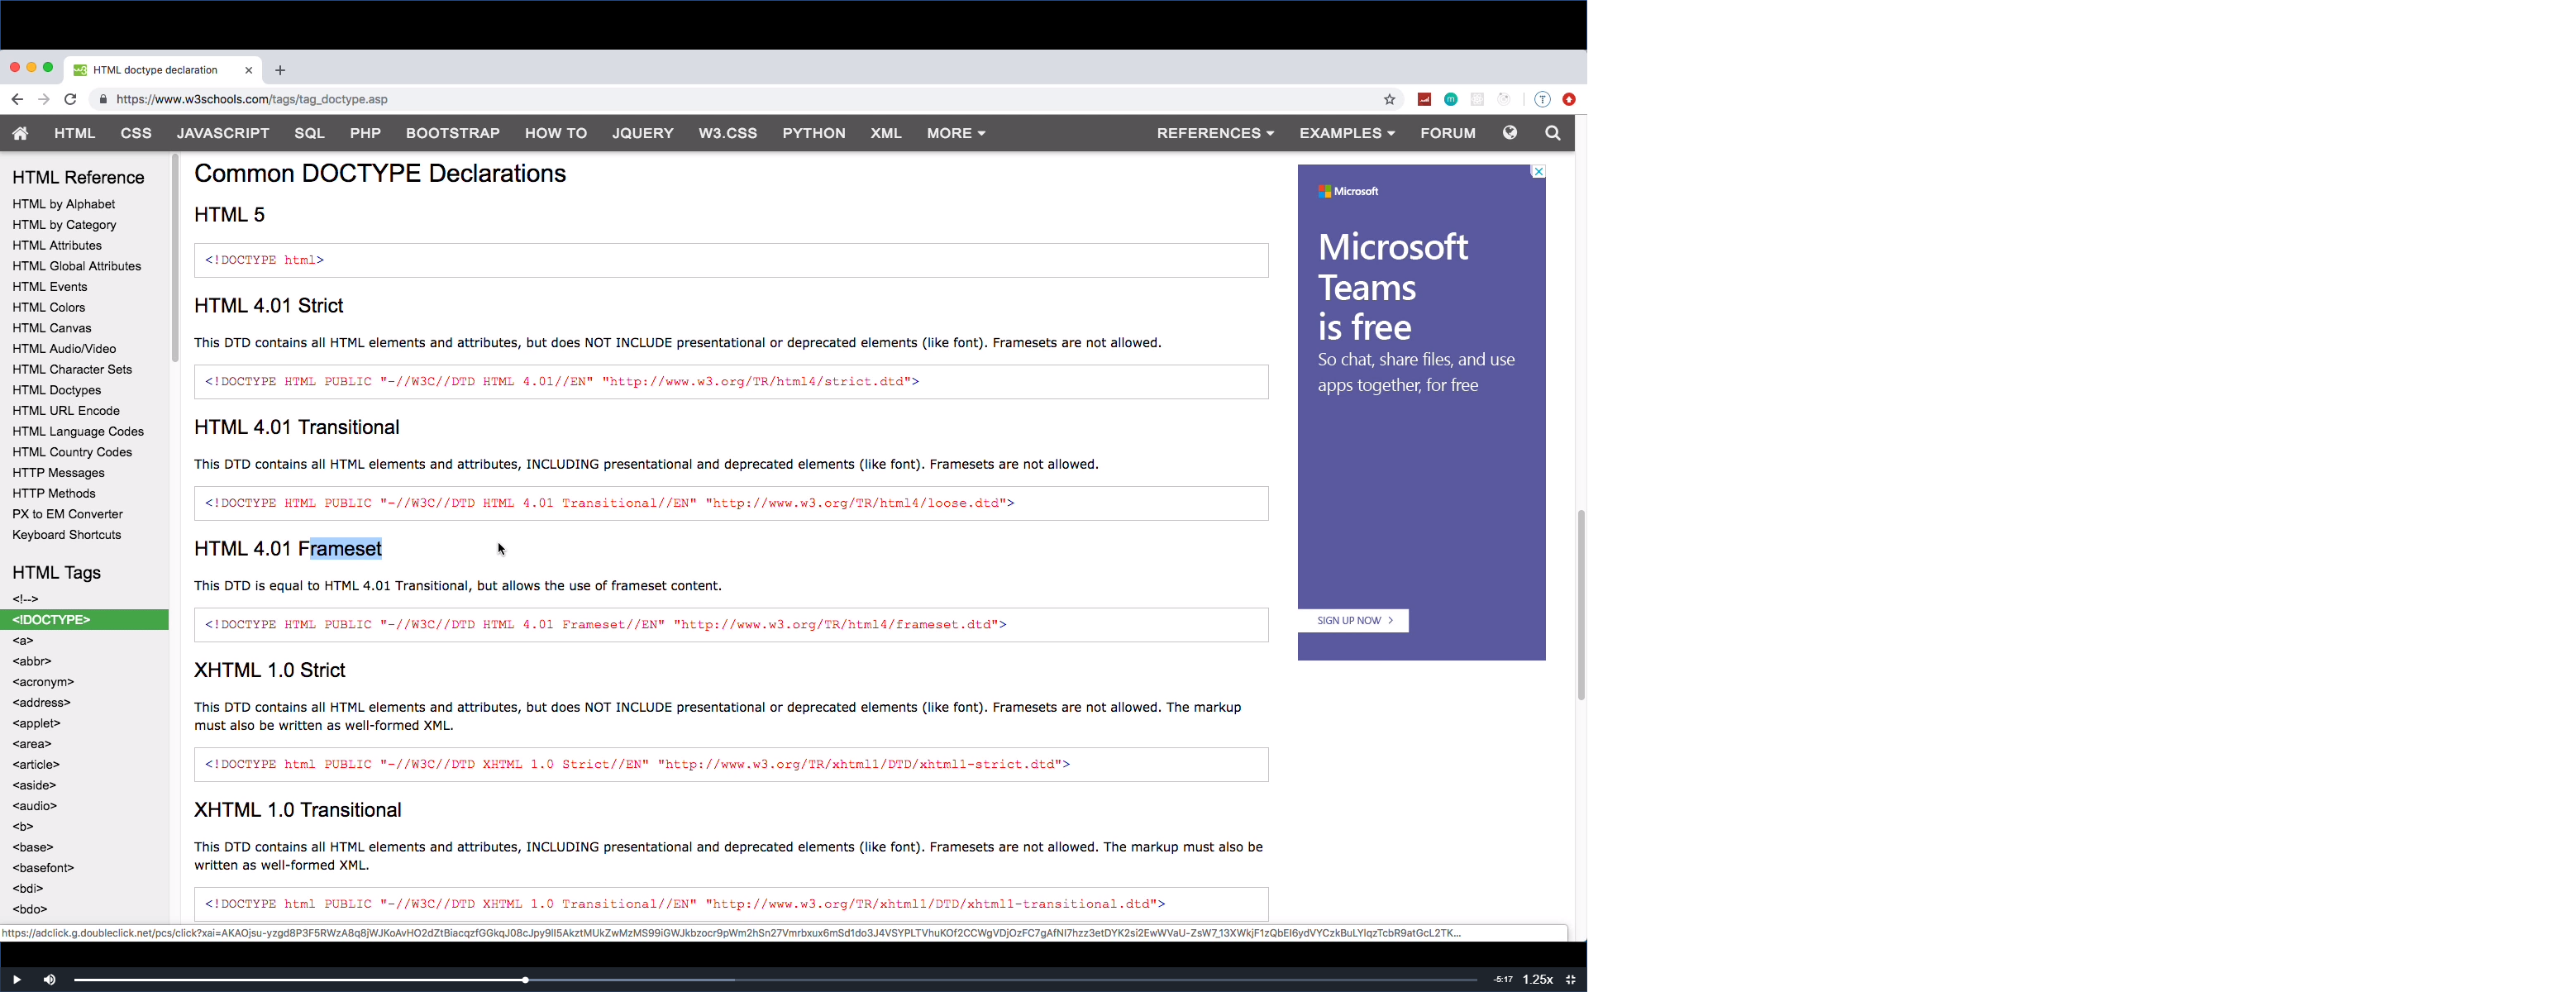 HTML doctype declaration
https://www.w3schools.com/tags/tag_doctype.asp
HTML CSS JAVASCRIPT SQL PHP BOOTSTRAP HOW TO JQUERY W3.CSS PYTHON XML MORE REFERENCES EXAMPLES FORUM
HTML Reference
HTML by Alphabet
HTML by Category
HTML Attributes
HTML Global Attributes
HTML Events
HTML Colors
HTML Canvas
HTML Audio/Video
HTML Character Sets
HTML Doctypes
HTML URL Encode
HTML Language Codes
HTML Country Codes
HTTP Messages
HTTP Methods
PX to EM Converter
Keyboard Shortcuts
HTML Tags
<!-->
<!DOCTYPE>
<a>
<abbr>
<acronym>
<address>
<applet>
<area>
<article>
<aside>
<audio>
<b>
<base>
<basefont>
<bdi>
<bdo>
Common DOCTYPE Declarations
HTML 5
<!DOCTYPE html>
HTML 4.01 Strict
This DTD contains all HTML elements and attributes, but does NOT INCLUDE presentational or deprecated elements (like font). Framesets are not allowed.
<!DOCTYPE HTML PUBLIC "-//W3C//DTD HTML 4.01//EN" "http://www.w3.org/TR/html4/strict.dtd">
HTML 4.01 Transitional
This DTD contains all HTML elements and attributes, INCLUDING presentational and deprecated elements (like font). Framesets are not allowed.
<!DOCTYPE HTML PUBLIC "-//W3C//DTD HTML 4.01 Transitional//EN" "http://www.w3.org/TR/html4/loose.dtd">
HTML 4.01 Frameset
This DTD is equal to HTML 4.01 Transitional, but allows the use of frameset content.
<!DOCTYPE HTML PUBLIC "-//W3C//DTD HTML 4.01 Frameset//EN" "http://www.w3.org/TR/html4/frameset.dtd">
XHTML 1.0 Strict
This DTD contains all HTML elements and attributes, but does NOT INCLUDE presentational or deprecated elements (like font). Framesets are not allowed. The markup
must also be written as well-formed XML.
<!DOCTYPE html PUBLIC "-//W3C//DTD XHTML 1.0 Strict//EN" "http://www.w3.org/TR/xhtml1/DTD/xhtml1-strict.dtd">
XHTML 1.0 Transitional
This DTD contains all HTML elements and attributes, INCLUDING presentational and deprecated elements (like font). Framesets are not allowed. The markup must also be
written as well-formed XML.
<!DOCTYPE html PUBLIC "-//W3C//DTD XHTML 1.0 Transitional//EN" "http://www.w3.org/TR/xhtml1/DTD/xhtml1-transitional.dtd">
Microsoft
Microsoft
Teams
is free
So chat, share files, and use
apps together, for free
SIGN UP NOW >
-5:17 1.25x